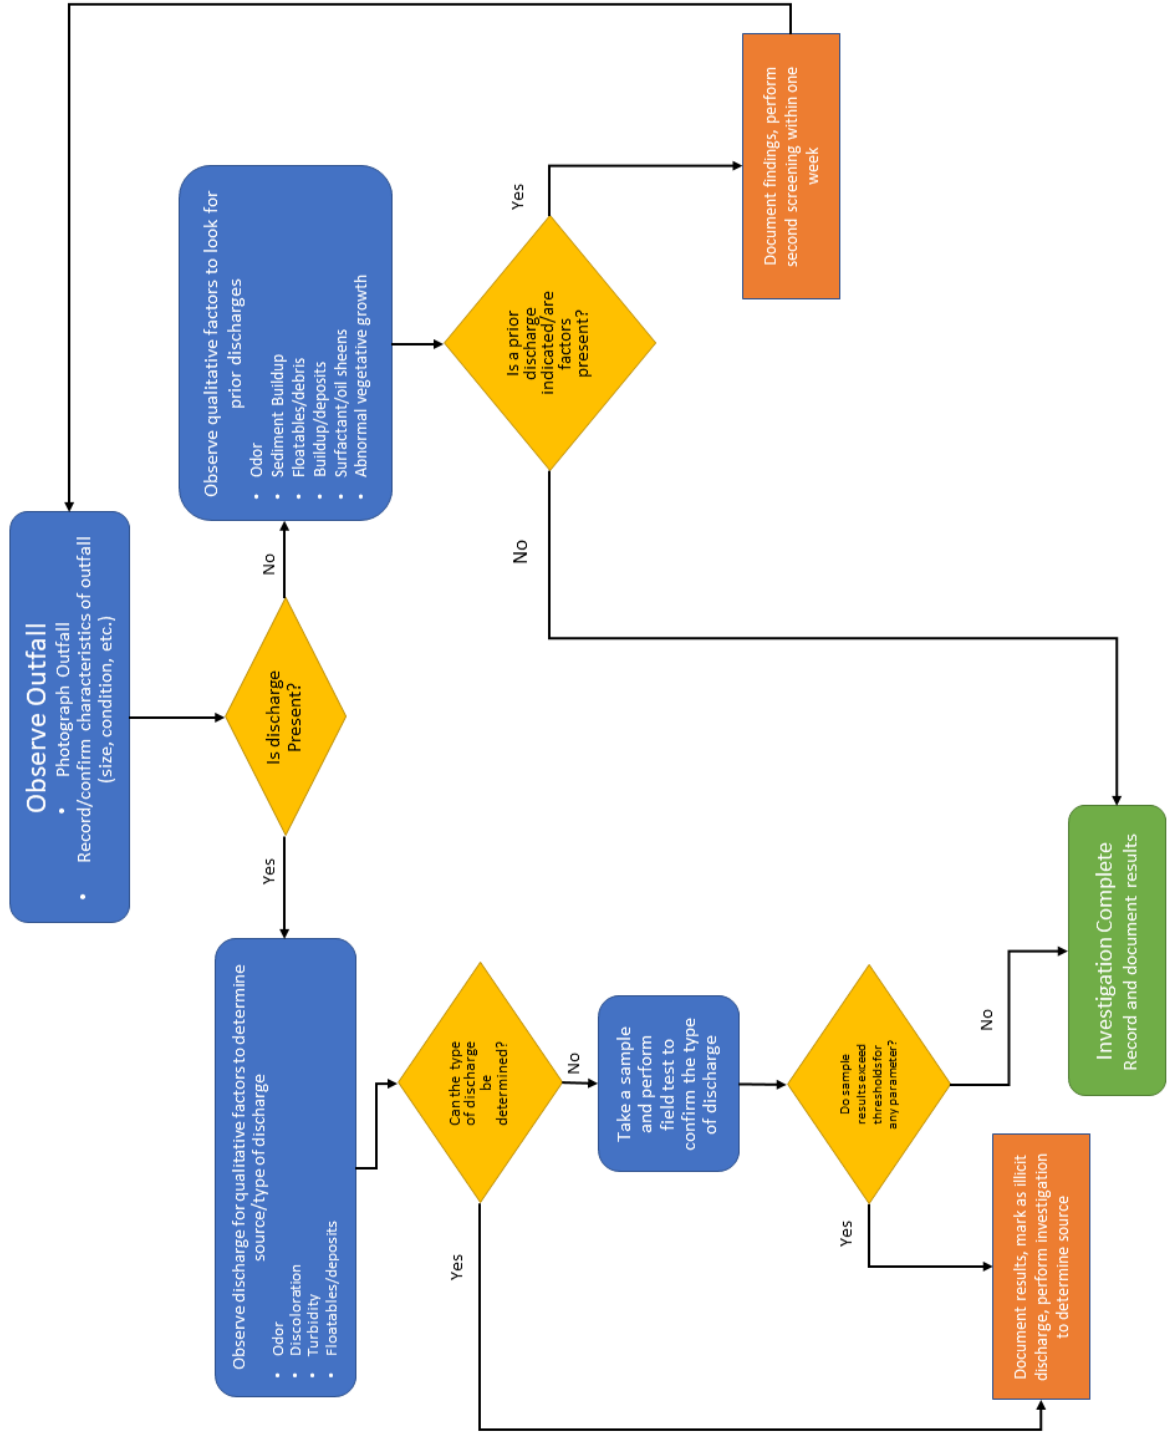 Observe Outfall
• Photograph Outfall
• Record/confirm characteristics of outfall
(size, condition, etc.)
Is discharge
Present?
Yes
No
Observe discharge for qualitative factors to determine
source/type of discharge
• Odor
• Discoloration
• Turbidity
• Floatables/deposits
Observe qualitative factors to look for
prior discharges
• Odor
• Sediment Buildup
• Floatables/debris
• Buildup/deposits
• Surfactant/oil sheens
• Abnormal vegetative growth
Can the type
of discharge
be
determined?
Yes
No
Is a prior
discharge
indicated/are
factors
present?
No
Yes
Take a sample
and perform
field test to
confirm the type
of discharge
Document findings, perform
second screening within one
week
Do sample
results exceed
thresholds for
any parameter?
Yes
No
Document results, mark as illicit
discharge, perform investigation
to determine source
Investigation Complete
Record and document results